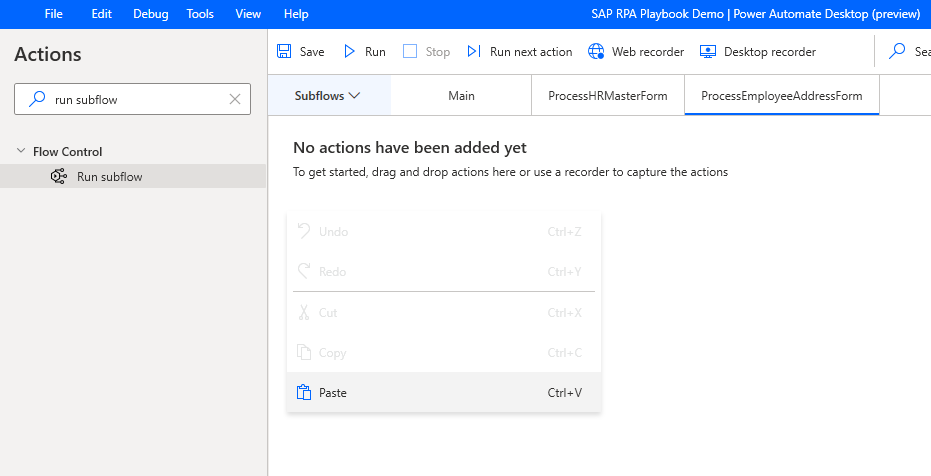 File Edit Debug Tools View Help SAP RPA Playbook Demo | Power Automate Desktop (preview)
Actions
Save Run Stop Run next action Web recorder Desktop recorder Sea
run subflow
Subflows Main ProcessHRMasterForm ProcessEmployeeAddressForm
Flow Control
Run subflow
No actions have been added yet
To get started, drag and drop actions here or use a recorder to capture the actions
Undo Ctrl+Z
Redo Ctrl+Y
Cut Ctrl+X
Copy Ctrl+C
Paste Ctrl+V